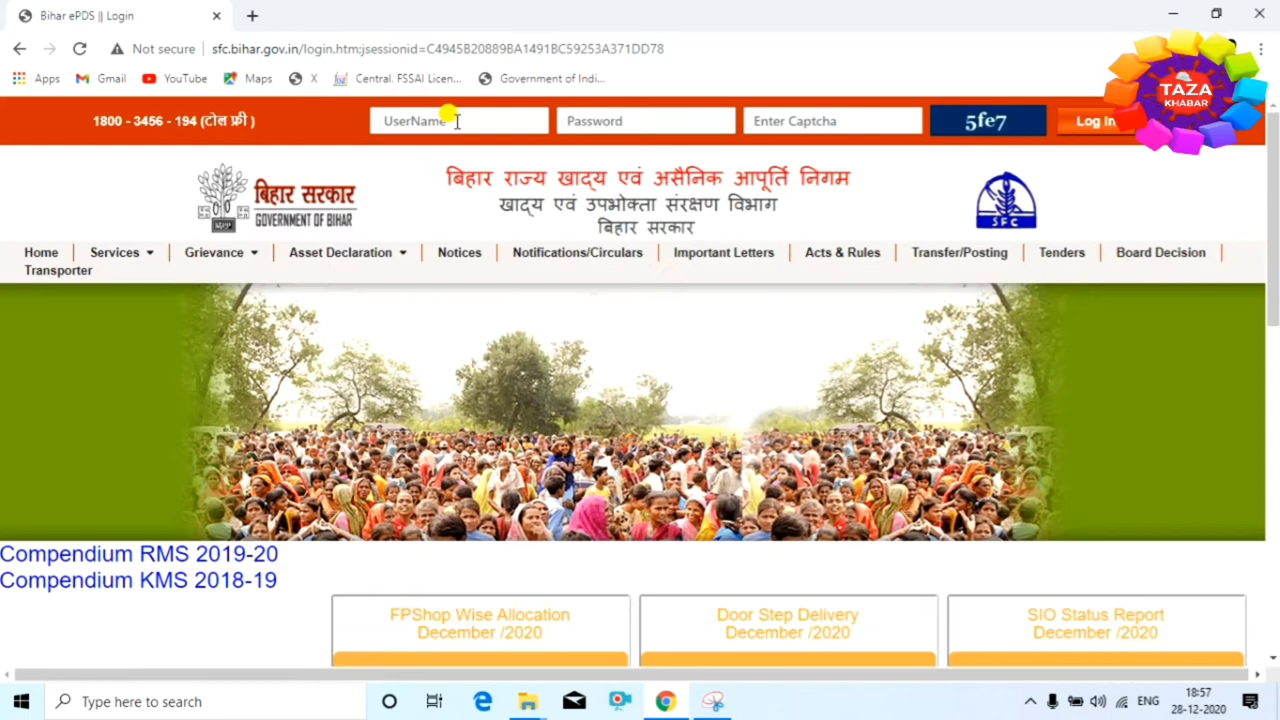 Bihar ePDS || Login
Not secure
sfc.bihar.gov.in/login.htm;jsessionid=C4945B20889BA1491BC59253A371DD78
Apps
Gmail
YouTube
Maps
X
Central. FSSAI Licen...
Government of Indi...
TAZA
KHABAR
1800 - 3456 - 194 (टोल फ्री )
UserName
Password
Enter Captcha
5fe7
Log In
बिहार सरकार
GOVERNMENT OF BIHAR
बिहार राज्य खाद्य एवं असैनिक आपूर्ति निगम
खाद्य एवं उपभोक्ता संरक्षण विभाग
बिहार सरकार
SFC
Home
Services
Grievance
Asset Declaration
Notices
Notifications/Circulars
Important Letters
Acts & Rules
Transfer/Posting
Tenders
Board Decision
Transporter
Compendium RMS 2019-20
Compendium KMS 2018-19
FPShop Wise Allocation
December /2020
Door Step Delivery
December /2020
SIO Status Report
December /2020
Type here to search
ENG
18:57
28-12-2020